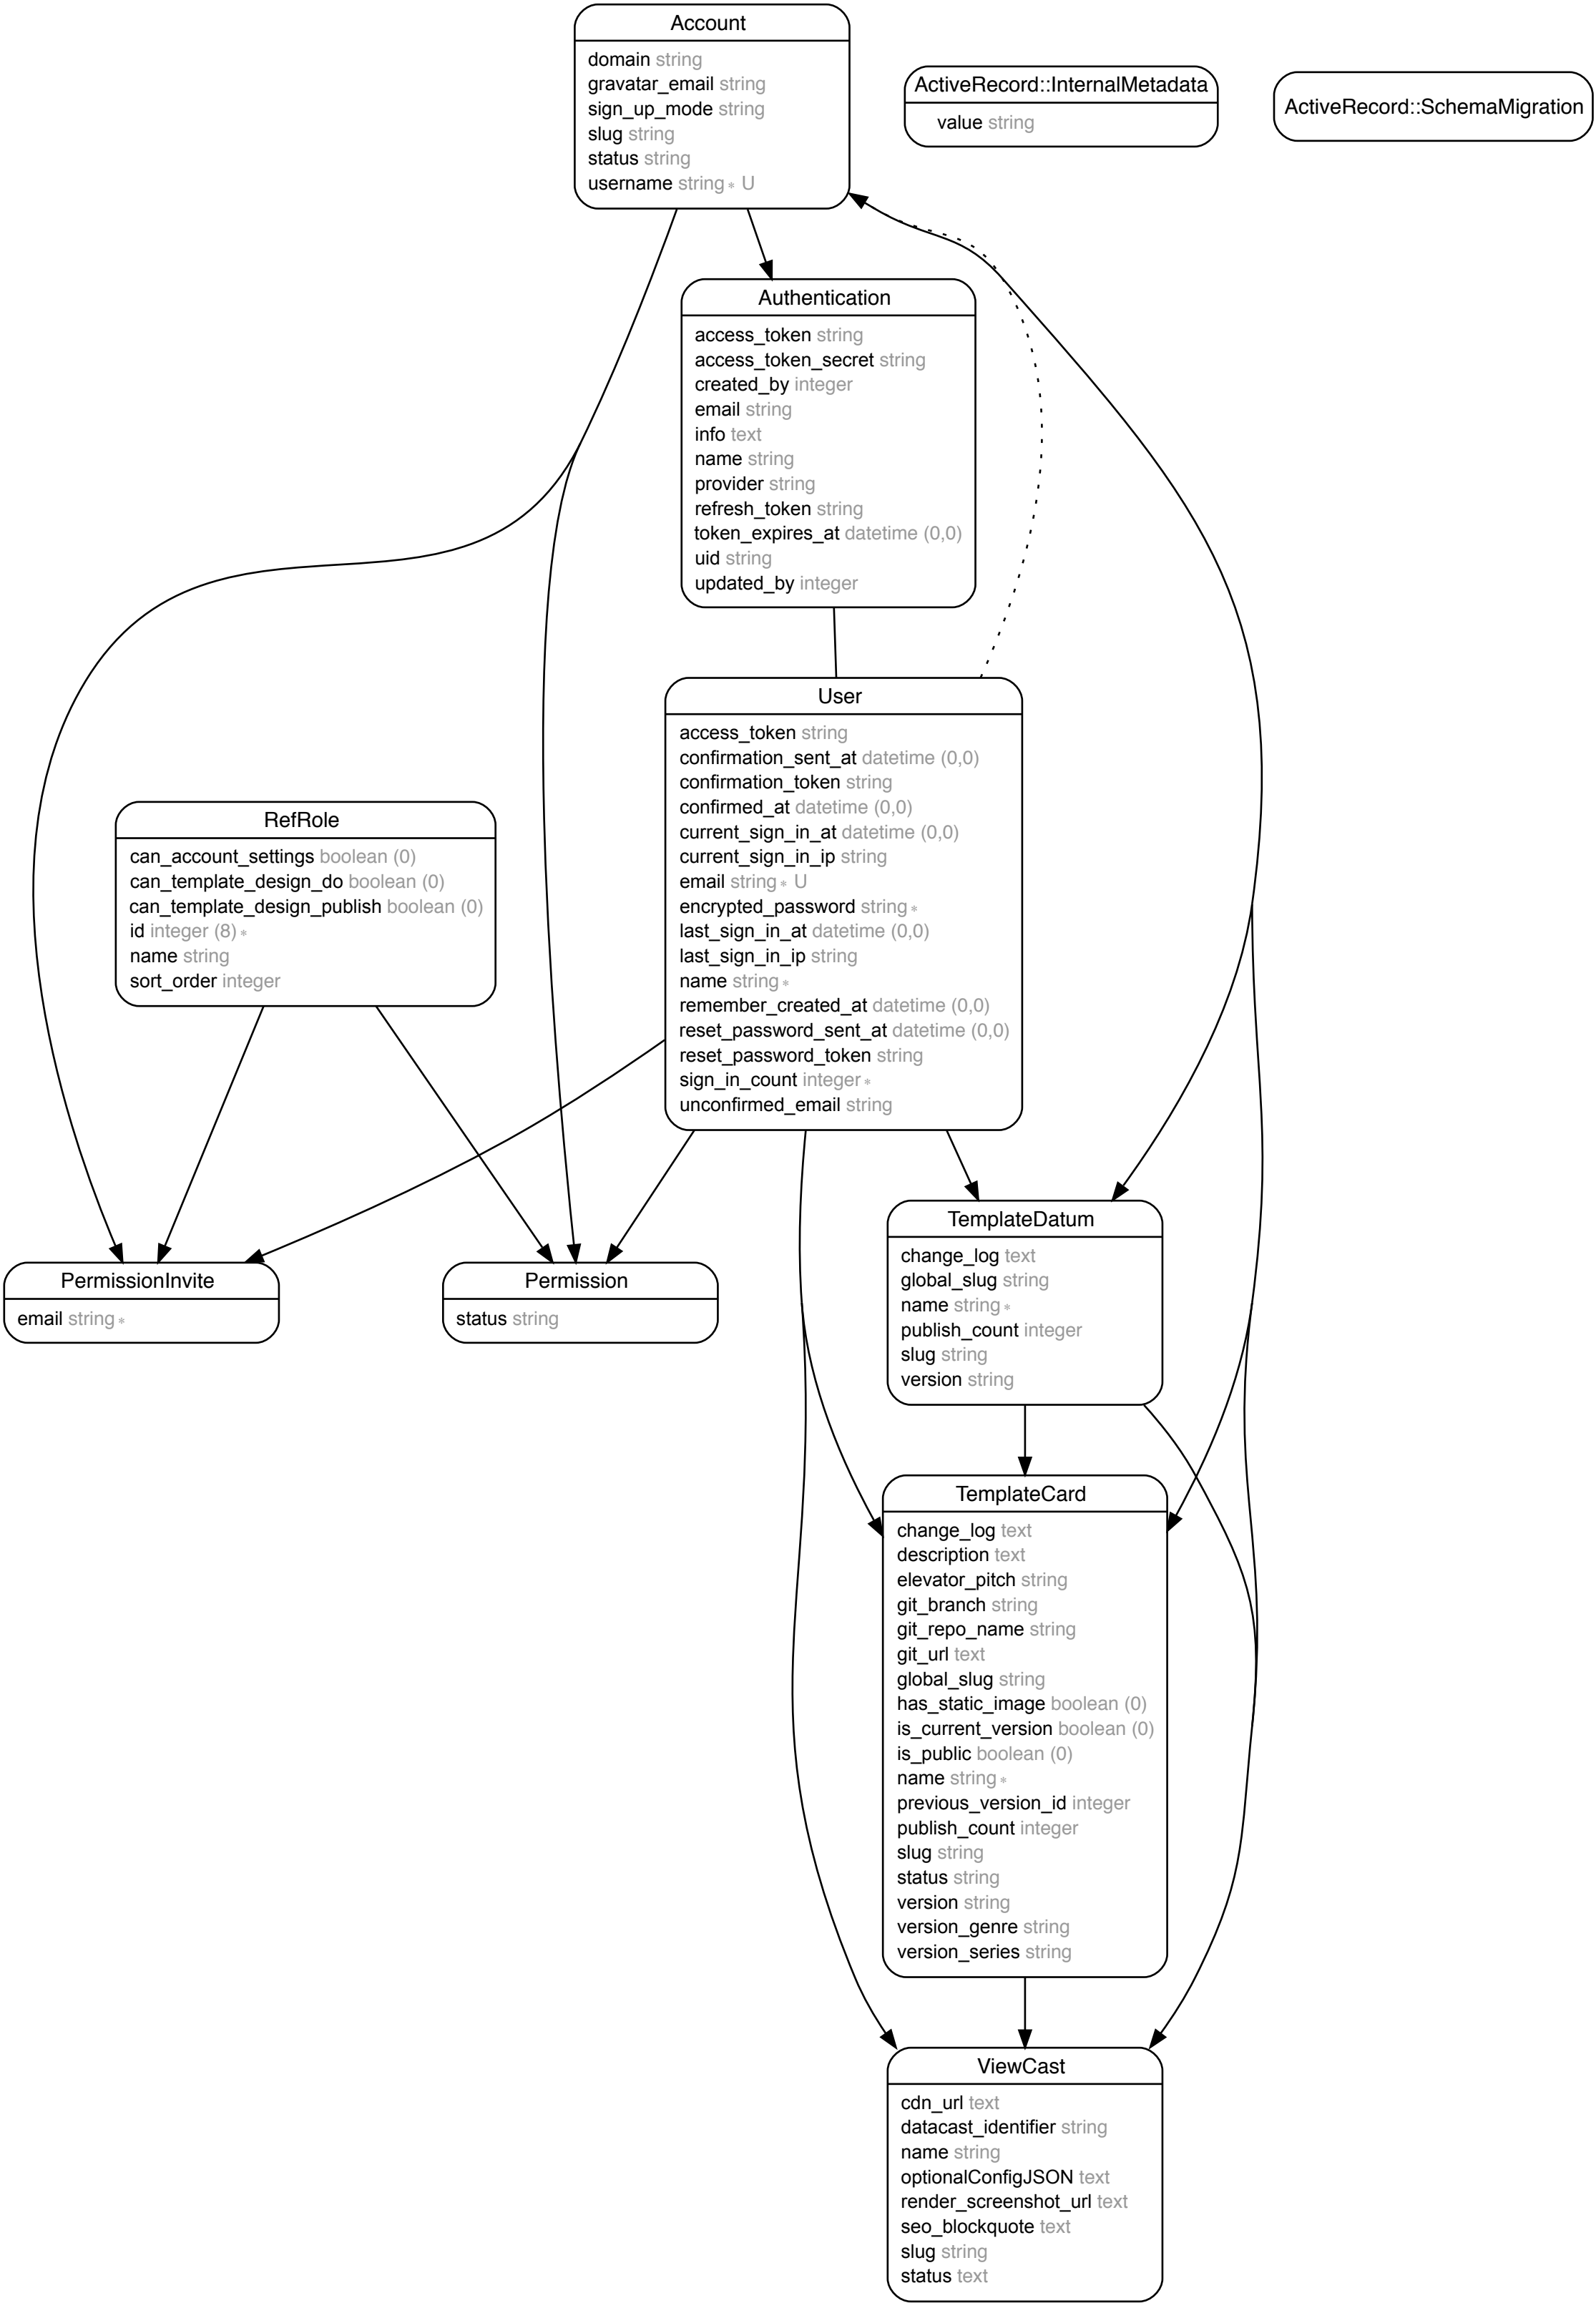 Account
domain string
gravatar_email string
sign_up_mode string
slug string
status string
username string∗ U
ActiveRecord::InternalMetadata
value string
ActiveRecord::SchemaMigration
Authentication
access_token string
access_token_secret string
created_by integer
email string
info text
name string
provider string
refresh_token string
token_expires_at datetime (0,0)
uid string
updated_by integer
User
access_token string
confirmation_sent_at datetime (0,0)
confirmation_token string
confirmed_at datetime (0,0)
current_sign_in_at datetime (0,0)
current_sign_in_ip string
email string∗ U
encrypted_password string∗
last_sign_in_at datetime (0,0)
last_sign_in_ip string
name string∗
remember_created_at datetime (0,0)
reset_password_sent_at datetime (0,0)
reset_password_token string
sign_in_count integer∗
unconfirmed_email string
RefRole
can_account_settings boolean (0)
can_template_design_do boolean (0)
can_template_design_publish boolean (0)
id integer (8)∗
name string
sort_order integer
PermissionInvite
email string∗
Permission
status string
TemplateDatum
change_log text
global_slug string
name string∗
publish_count integer
slug string
version string
TemplateCard
change_log text
description text
elevator_pitch string
git_branch string
git_repo_name string
git_url text
global_slug string
has_static_image boolean (0)
is_current_version boolean (0)
is_public boolean (0)
name string∗
previous_version_id integer
publish_count integer
slug string
status string
version string
version_genre string
version_series string
ViewCast
cdn_url text
datacast_identifier string
name string
optionalConfigJSON text
render_screenshot_url text
seo_blockquote text
slug string
status text